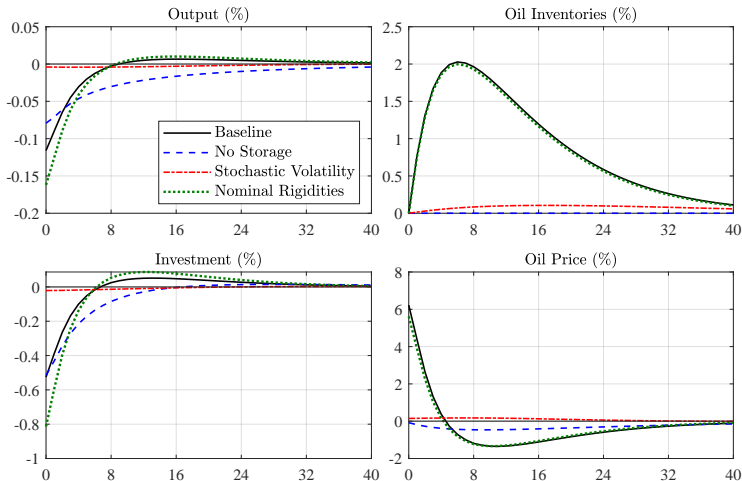 Output (%)
0.05
0
-0.05
-0.1
-0.15
-0.2
0 8 16 24 32 40
Baseline
No Storage
Stochastic Volatility
Nominal Rigidities
Oil Inventories (%)
2.5
2
1.5
1
0.5
0
0 8 16 24 32 40
Investment (%)
0
-0.2
-0.4
-0.6
-0.8
-1
0 8 16 24 32 40
Oil Price (%)
8
6
4
2
0
-2
0 8 16 24 32 40